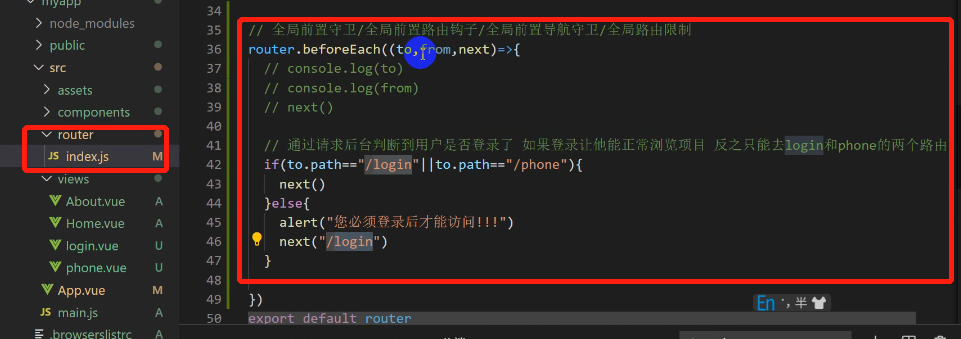 myapp
node_modules
public
src
assets
components
router
JS index.js M
views
About.vue A
Home.vue A
login.vue U
phone.vue U
App.vue M
JS main.js A
.browserslistrc A
34
35 // 全局前置守卫/全局前置路由钩子/全局前置导航守卫/全局路由限制
36 router.beforeEach((to,from,next)=>{
37 // console.log(to)
38 // console.log(from)
39 // next()
40
41 // 通过请求后台判断到用户是否登录了 如果登录让他能正常浏览项目 反之只能去login和phone的两个路由
42 if(to.path=="/login"||to.path=="/phone"){
43 next()
44 }else{
45 alert("您必须登录后才能访问!!!")
46 next("/login")
47 }
48
49 })
50 export default router
En 半